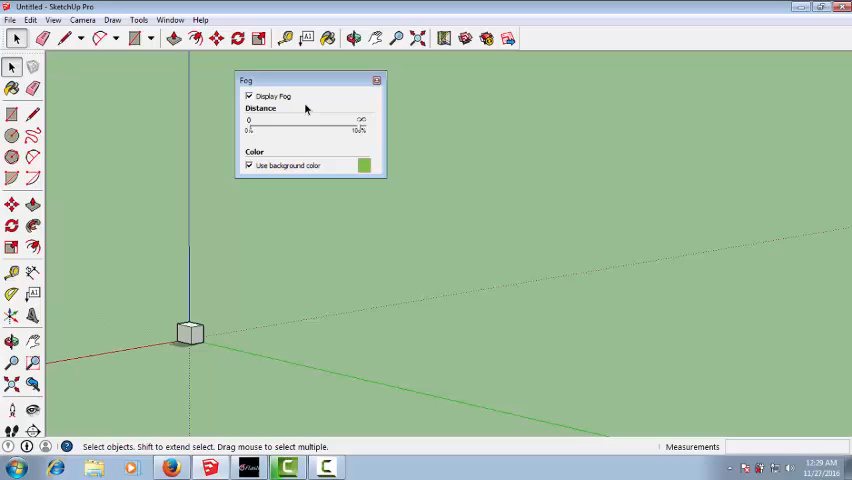 Untitled - SketchUp Pro
File Edit View Camera Draw Tools Window Help
A1
Fog
Display Fog
Distance
0 ∞
0%
Color
Use background color
A1
Select objects. Shift to extend select. Drag mouse to select multiple.
Measurements
12:29 AM
11/27/2016